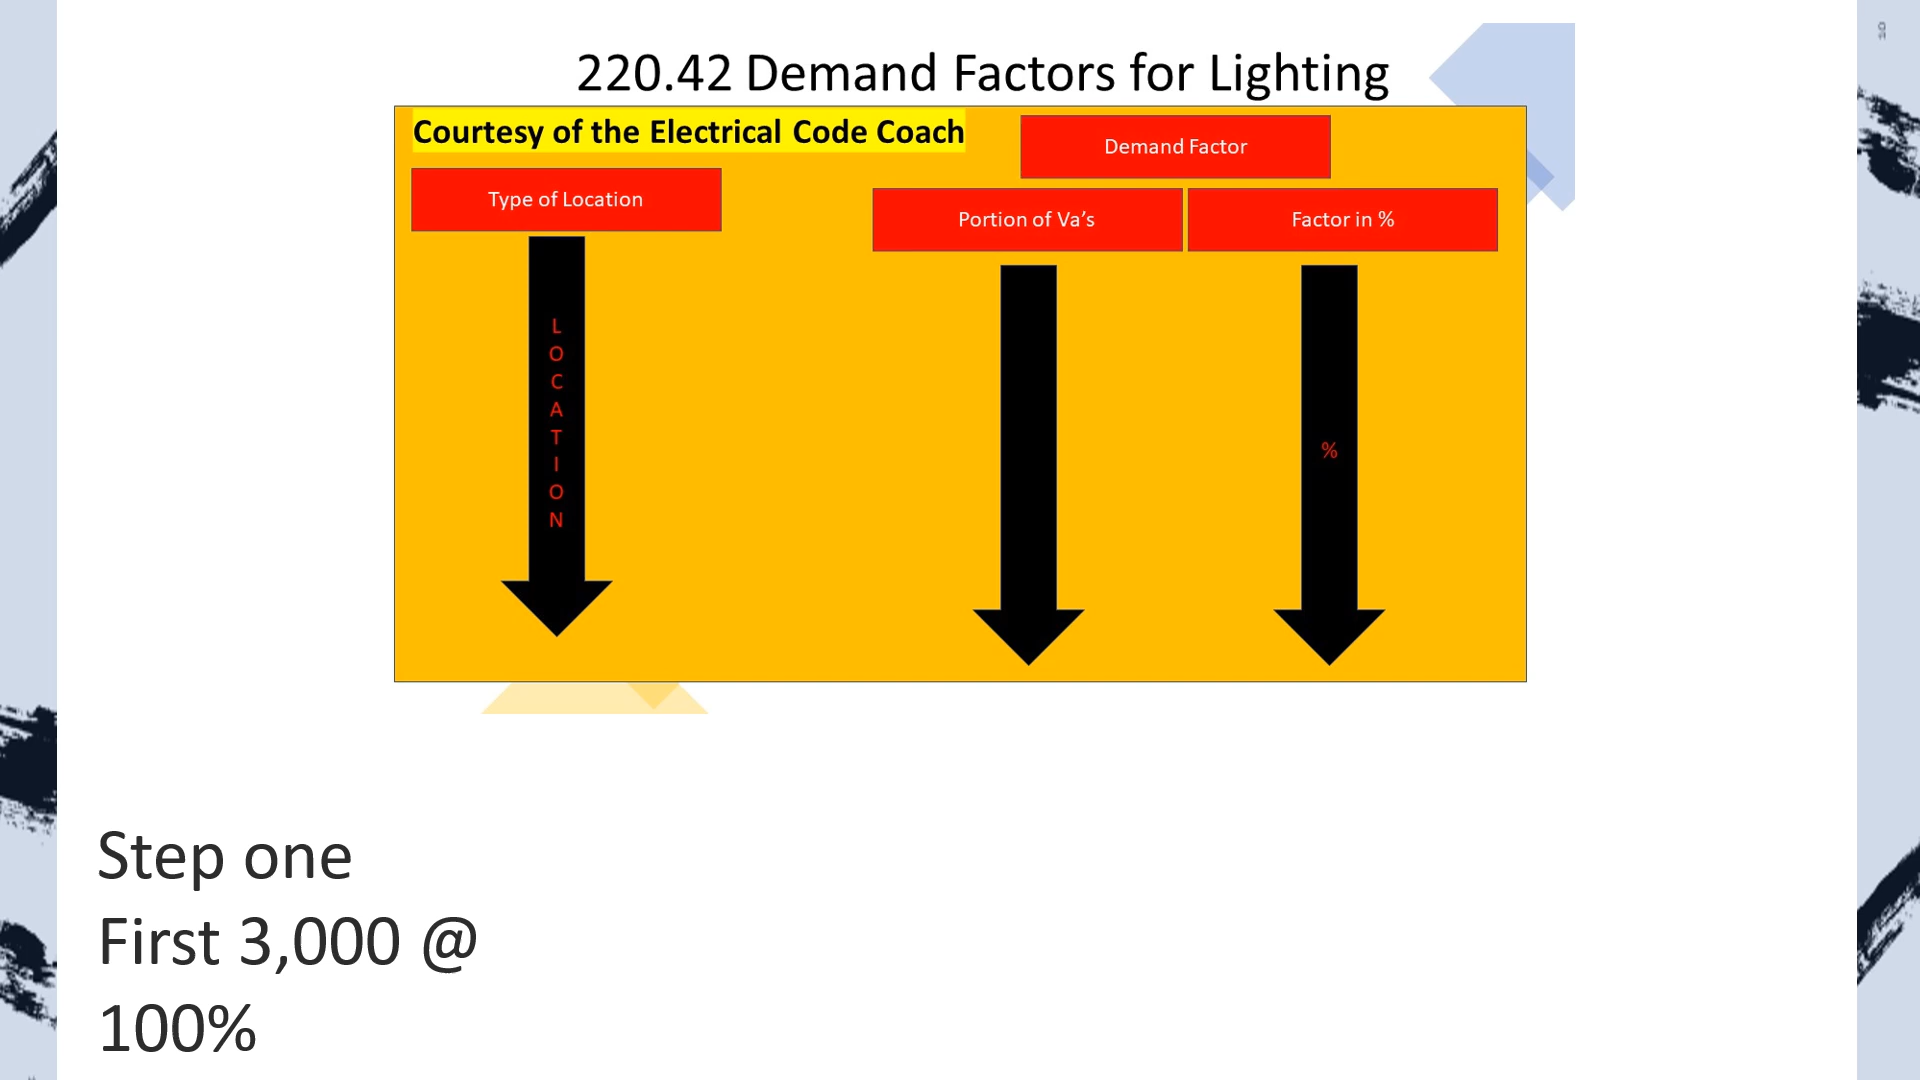 220.42 Demand Factors for Lighting
Courtesy of the Electrical Code Coach
Demand Factor
Type of Location
Portion of Va’s
Factor in %
L
O
C
A
T
I
O
N
%
Step one
First 3,000 @
100%